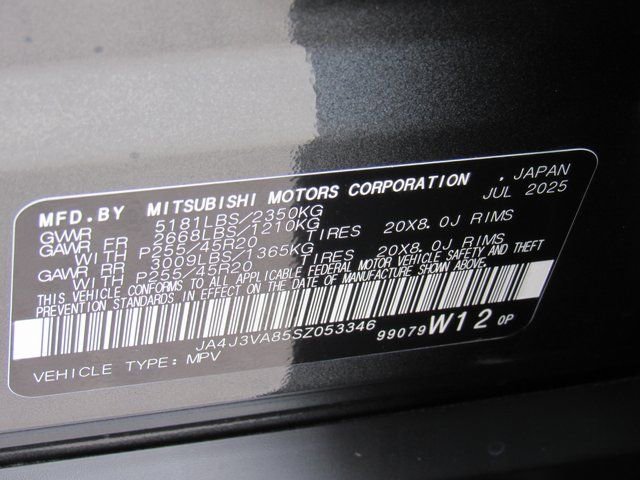 MFD.BY MITSUBISHI MOTORS CORPORATION, JAPAN
GVWR 5181LBS/2350KG JUL 2025
GAWR FR 2668LBS/1210KG
WITH P255/45R20 TIRES 20X8.0J RIMS
GAWR RR 3009LBS/1365KG
WITH P255/45R20 TIRES 20X8.0J RIMS
THIS VEHICLE CONFORMS TO ALL APPLICABLE FEDERAL MOTOR VEHICLE SAFETY AND THEFT
PREVENTION STANDARDS IN EFFECT ON THE DATE OF MANUFACTURE SHOWN ABOVE.
JA4J3VA85SZ053346
VEHICLE TYPE: MPV 99079 W12 0P